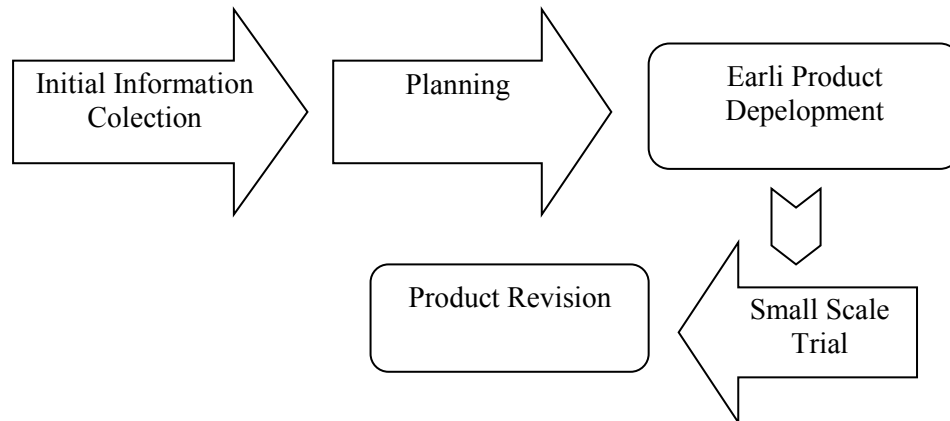 Initial Information
Colection
Planning
Earli Product
Depelopment
Small Scale
Trial
Product Revision